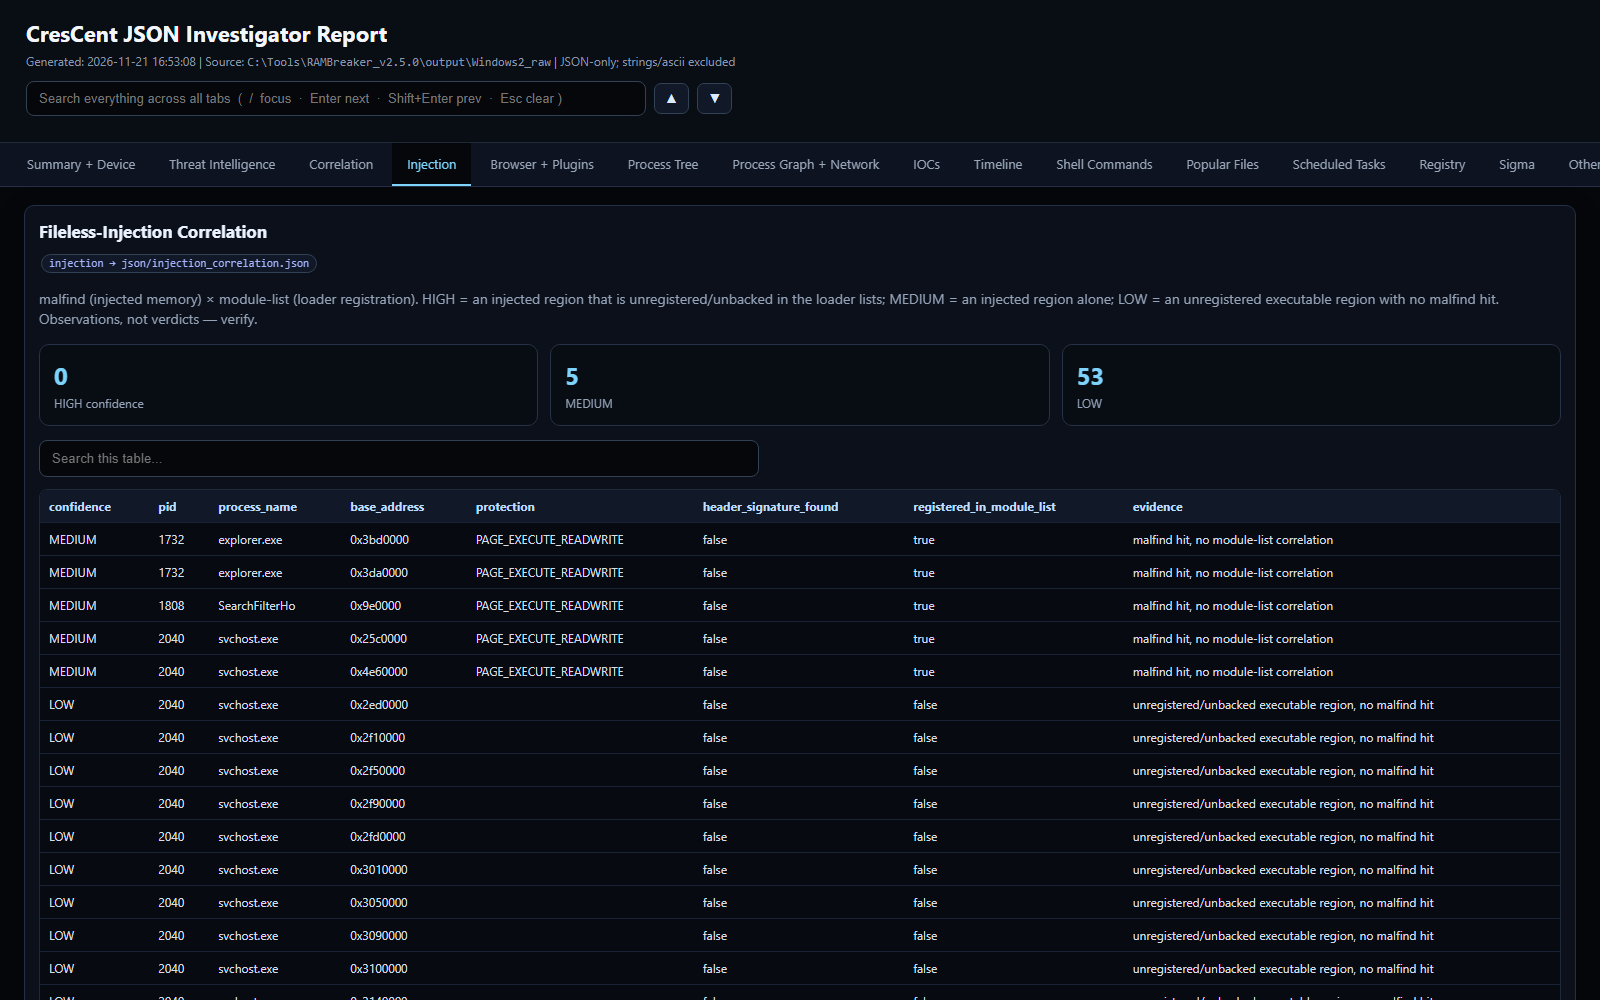 CresCent JSON Investigator Report
Generated: 2026-11-21 16:53:08 | Source: C:\Tools\RAMBreaker_v2.5.0\output\Windows2_raw | JSON-only; strings/ascii excluded
Search everything across all tabs ( / focus · Enter next · Shift+Enter prev · Esc clear ) ▲ ▼
Summary + Device Threat Intelligence Correlation Injection Browser + Plugins Process Tree Process Graph + Network IOCs Timeline Shell Commands Popular Files Scheduled Tasks Registry Sigma Other
Fileless-Injection Correlation
injection → json/injection_correlation.json
malfind (injected memory) × module-list (loader registration). HIGH = an injected region that is unregistered/unbacked in the loader lists; MEDIUM = an injected region alone; LOW = an unregistered executable region with no malfind hit.
Observations, not verdicts — verify.
0 5 53
HIGH confidence MEDIUM LOW
Search this table...
confidence pid process_name base_address protection header_signature_found registered_in_module_list evidence
MEDIUM 1732 explorer.exe 0x3bd0000 PAGE_EXECUTE_READWRITE false true malfind hit, no module-list correlation
MEDIUM 1732 explorer.exe 0x3da0000 PAGE_EXECUTE_READWRITE false true malfind hit, no module-list correlation
MEDIUM 1808 SearchFilterHo 0x9e0000 PAGE_EXECUTE_READWRITE false true malfind hit, no module-list correlation
MEDIUM 2040 svchost.exe 0x25c0000 PAGE_EXECUTE_READWRITE false true malfind hit, no module-list correlation
MEDIUM 2040 svchost.exe 0x4e60000 PAGE_EXECUTE_READWRITE false true malfind hit, no module-list correlation
LOW 2040 svchost.exe 0x2ed0000 false false unregistered/unbacked executable region, no malfind hit
LOW 2040 svchost.exe 0x2f10000 false false unregistered/unbacked executable region, no malfind hit
LOW 2040 svchost.exe 0x2f50000 false false unregistered/unbacked executable region, no malfind hit
LOW 2040 svchost.exe 0x2f90000 false false unregistered/unbacked executable region, no malfind hit
LOW 2040 svchost.exe 0x2fd0000 false false unregistered/unbacked executable region, no malfind hit
LOW 2040 svchost.exe 0x3010000 false false unregistered/unbacked executable region, no malfind hit
LOW 2040 svchost.exe 0x3050000 false false unregistered/unbacked executable region, no malfind hit
LOW 2040 svchost.exe 0x3090000 false false unregistered/unbacked executable region, no malfind hit
LOW 2040 svchost.exe 0x3100000 false false unregistered/unbacked executable region, no malfind hit